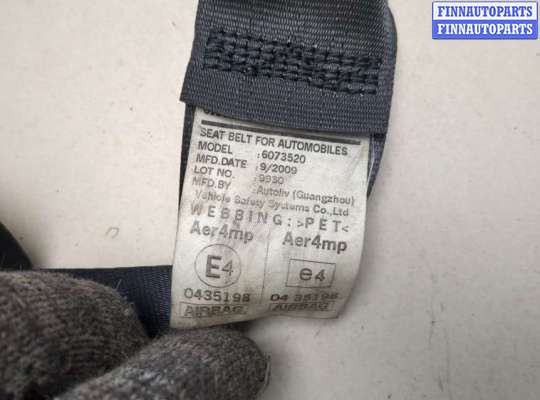 FINNAUTOPARTS
FINNAUTOPARTS
SEAT BELT FOR AUTOMOBILES
MODEL :6073520
MFD.DATE :9/2009
LOT NO. :9930
MFD.BY :Autoliv (Guangzhou)
Vehicle Safety Systems Co.,Ltd
WEBBING:>PET<
Aer4mp Aer4mp
E4 e4
0435198 04 35198
AIRBAG AIRBAG